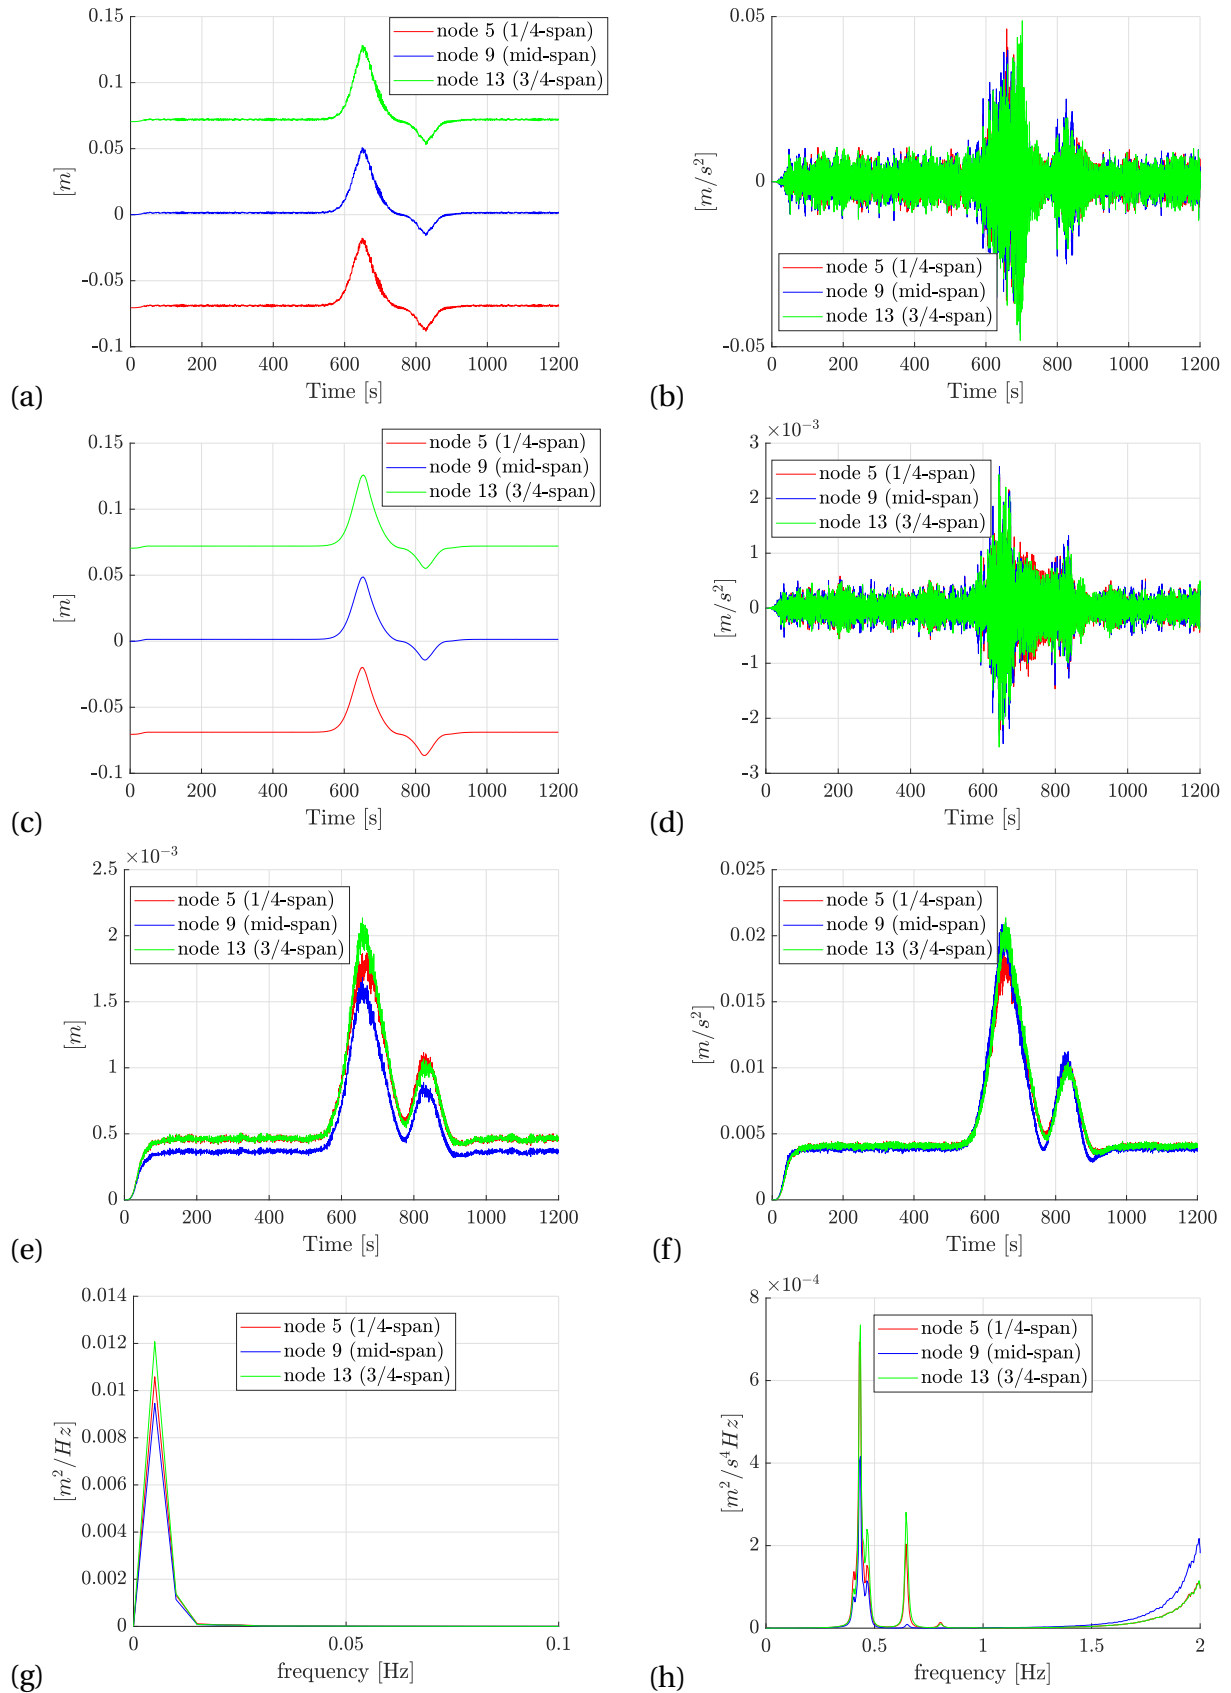 0.15
0.1
0.05
0
-0.05
-0.1
[m]
0 200 400 600 800 1000 1200
Time [s]
node 5 (1/4-span)
node 9 (mid-span)
node 13 (3/4-span)
(a)
0.05
0
-0.05
[m/s²]
0 200 400 600 800 1000 1200
Time [s]
node 5 (1/4-span)
node 9 (mid-span)
node 13 (3/4-span)
(b)
0.15
0.1
0.05
0
-0.05
-0.1
[m]
0 200 400 600 800 1000 1200
Time [s]
node 5 (1/4-span)
node 9 (mid-span)
node 13 (3/4-span)
(c)
×10⁻³
3
2
1
0
-1
-2
-3
[m/s²]
0 200 400 600 800 1000 1200
Time [s]
node 5 (1/4-span)
node 9 (mid-span)
node 13 (3/4-span)
(d)
×10⁻³
2.5
2
1.5
1
0.5
0
[m]
0 200 400 600 800 1000 1200
Time [s]
node 5 (1/4-span)
node 9 (mid-span)
node 13 (3/4-span)
(e)
0.025
0.02
0.015
0.01
0.005
0
[m/s²]
0 200 400 600 800 1000 1200
Time [s]
node 5 (1/4-span)
node 9 (mid-span)
node 13 (3/4-span)
(f)
0.014
0.012
0.01
0.008
0.006
0.004
0.002
0
[m²/Hz]
0 0.05 0.1
frequency [Hz]
node 5 (1/4-span)
node 9 (mid-span)
node 13 (3/4-span)
(g)
×10⁻⁴
8
6
4
2
0
[m²/s⁴Hz]
0 0.5 1 1.5 2
frequency [Hz]
node 5 (1/4-span)
node 9 (mid-span)
node 13 (3/4-span)
(h)